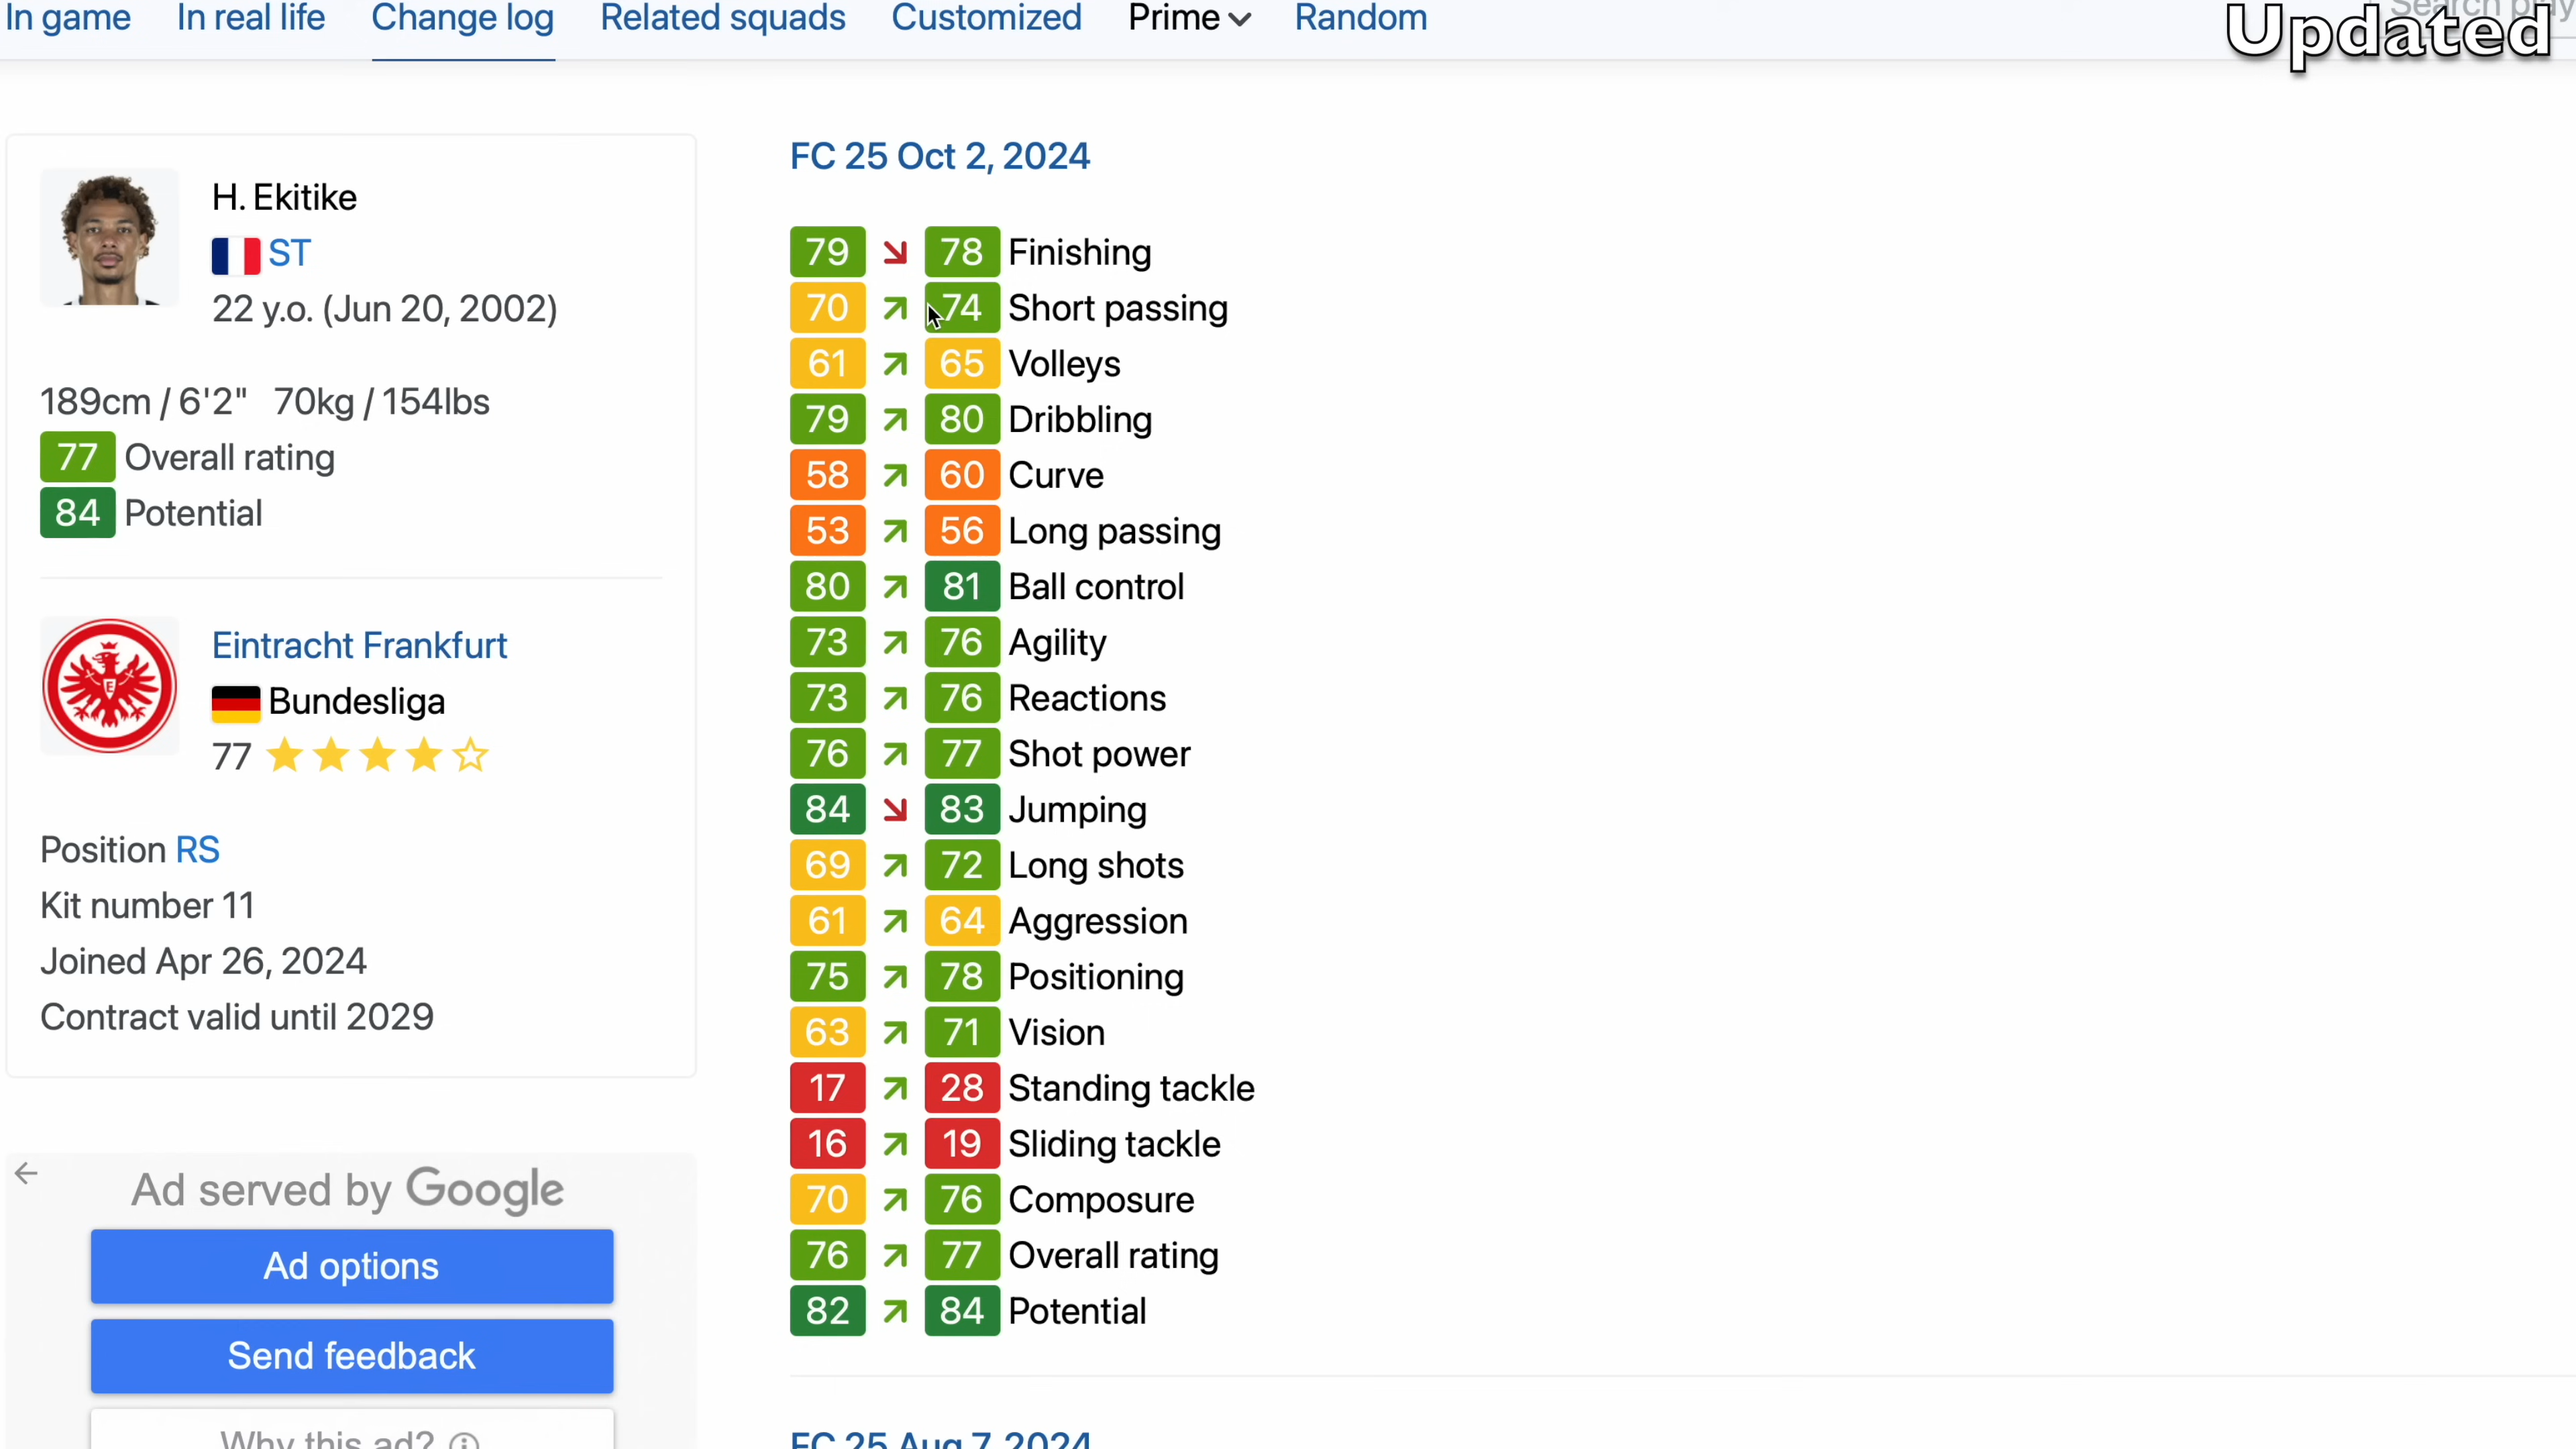 In game In real life Change log Related squads Customized Prime Random
Updated
H. Ekitike
ST
22 y.o. (Jun 20, 2002)
189cm / 6'2" 70kg / 154lbs
77 Overall rating
84 Potential
Eintracht Frankfurt
Bundesliga
77
Position RS
Kit number 11
Joined Apr 26, 2024
Contract valid until 2029
Ad served by Google
Ad options
Send feedback
Why this ad?
FC 25 Oct 2, 2024
79 78 Finishing
70 74 Short passing
61 65 Volleys
79 80 Dribbling
58 60 Curve
53 56 Long passing
80 81 Ball control
73 76 Agility
73 76 Reactions
76 77 Shot power
84 83 Jumping
69 72 Long shots
61 64 Aggression
75 78 Positioning
63 71 Vision
17 28 Standing tackle
16 19 Sliding tackle
70 76 Composure
76 77 Overall rating
82 84 Potential
FC 25 Aug 7, 2024